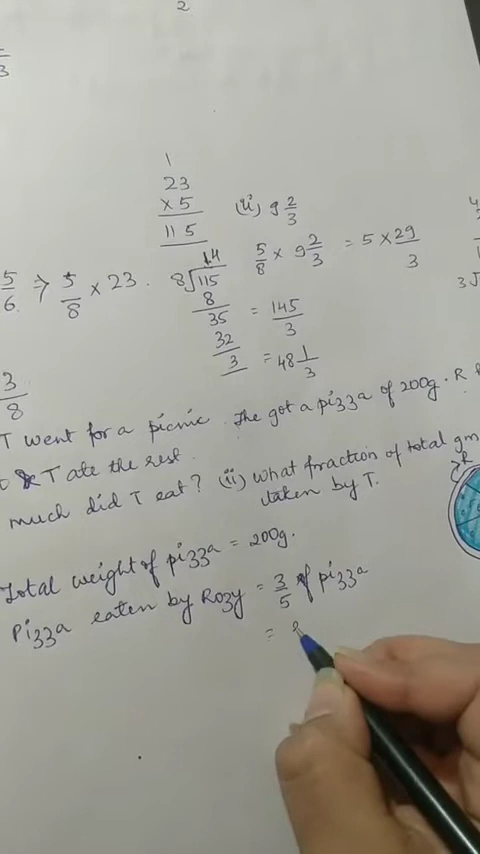 2
3
1
23
× 5
115
(ii) 9 2/3
5/6 ⇒ 5/8 × 23.
8)115
14
8
35
32
3
5/8 × 9 2/3 = 5 × 29/3
= 145/3
= 48 1/3
3/8
T went for a picnic. The got a pizza of 200g. R
T ate the rest.
much did T eat? (ii) what fraction of total gm
taken by T.
R
Total weight of pizza = 200g.
Pizza eaten by Rozy = 3/5 of pizza
=